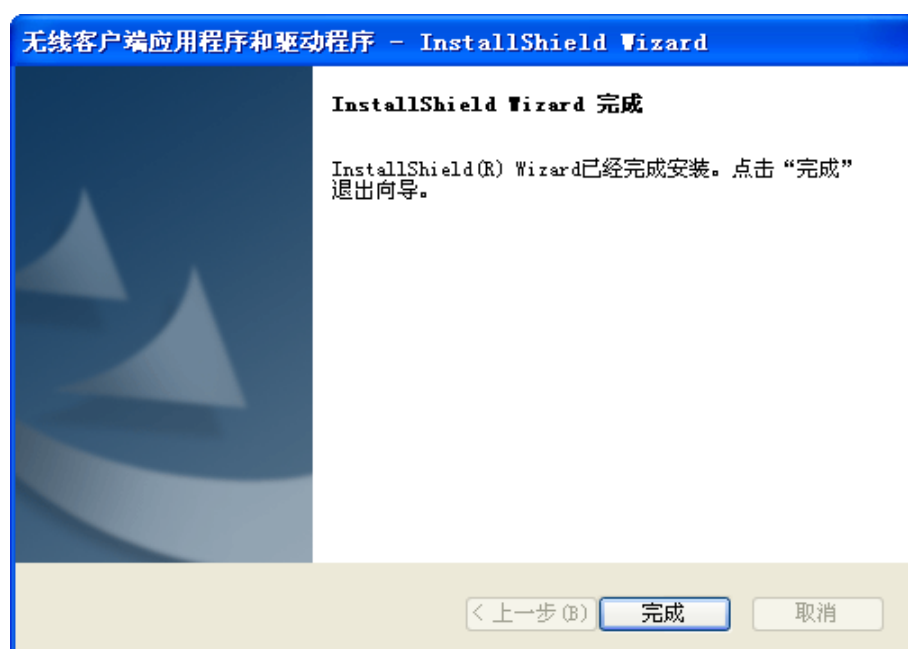 无线客户端应用程序和驱动程序 - InstallShield Wizard
InstallShield Wizard 完成
InstallShield(R) Wizard已经完成安装。点击“完成”
退出向导。
< 上一步(B) 完成 取消